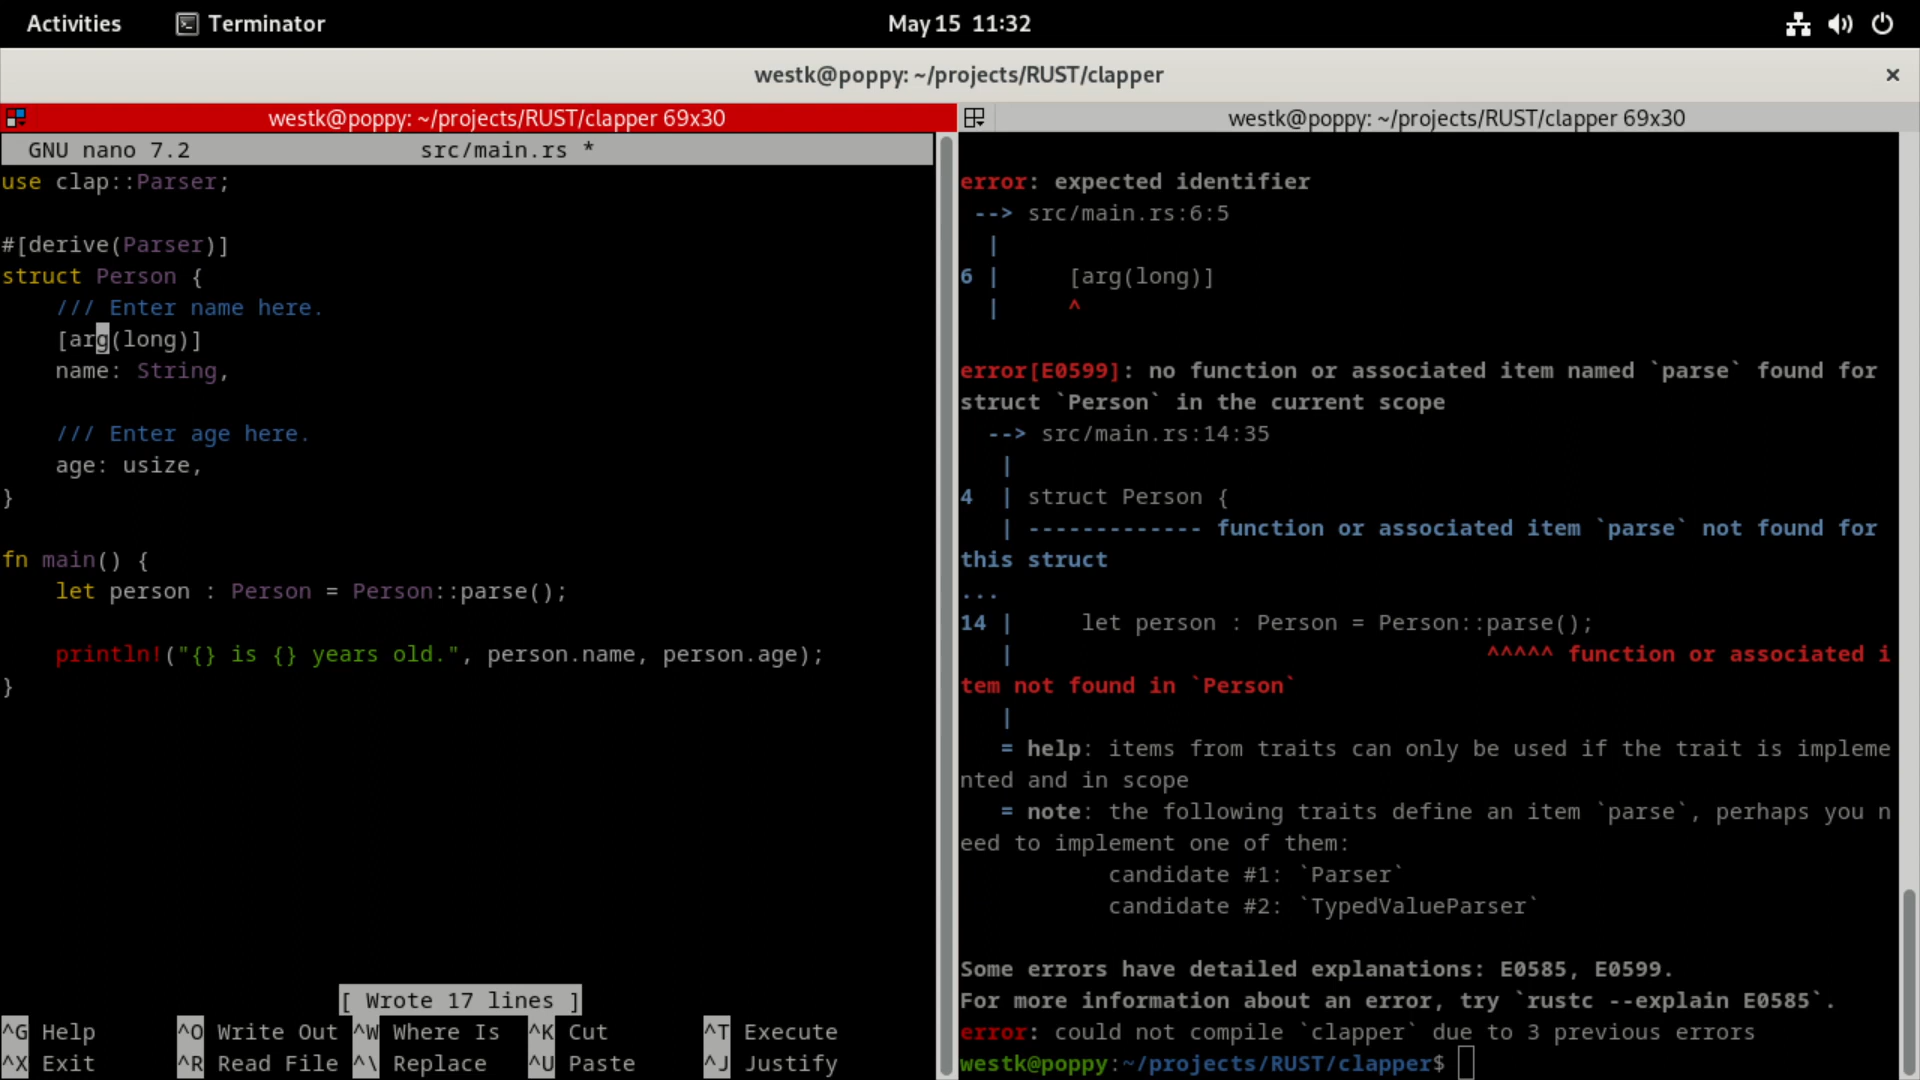 Activities Terminator May 15 11:32
westk@poppy: ~/projects/RUST/clapper ×
westk@poppy: ~/projects/RUST/clapper 69x30
GNU nano 7.2 src/main.rs *
use clap::Parser;
#[derive(Parser)]
struct Person {
    /// Enter name here.
    [arg(long)]
    name: String,
    /// Enter age here.
    age: usize,
}
fn main() {
    let person : Person = Person::parse();
    println!("{} is {} years old.", person.name, person.age);
}
[ Wrote 17 lines ]
^G Help ^O Write Out ^W Where Is ^K Cut ^T Execute
^X Exit ^R Read File ^\ Replace ^U Paste ^J Justify
westk@poppy: ~/projects/RUST/clapper 69x30
error: expected identifier
 --> src/main.rs:6:5
  |
6 |     [arg(long)]
  |     ^
error[E0599]: no function or associated item named `parse` found for
struct `Person` in the current scope
  --> src/main.rs:14:35
   |
4  | struct Person {
   | ------------- function or associated item `parse` not found for
this struct
...
14 |     let person : Person = Person::parse();
   |                                   ^^^^^ function or associated i
tem not found in `Person`
   |
   = help: items from traits can only be used if the trait is impleme
nted and in scope
   = note: the following traits define an item `parse`, perhaps you n
eed to implement one of them:
           candidate #1: `Parser`
           candidate #2: `TypedValueParser`
Some errors have detailed explanations: E0585, E0599.
For more information about an error, try `rustc --explain E0585`.
error: could not compile `clapper` due to 3 previous errors
westk@poppy:~/projects/RUST/clapper$